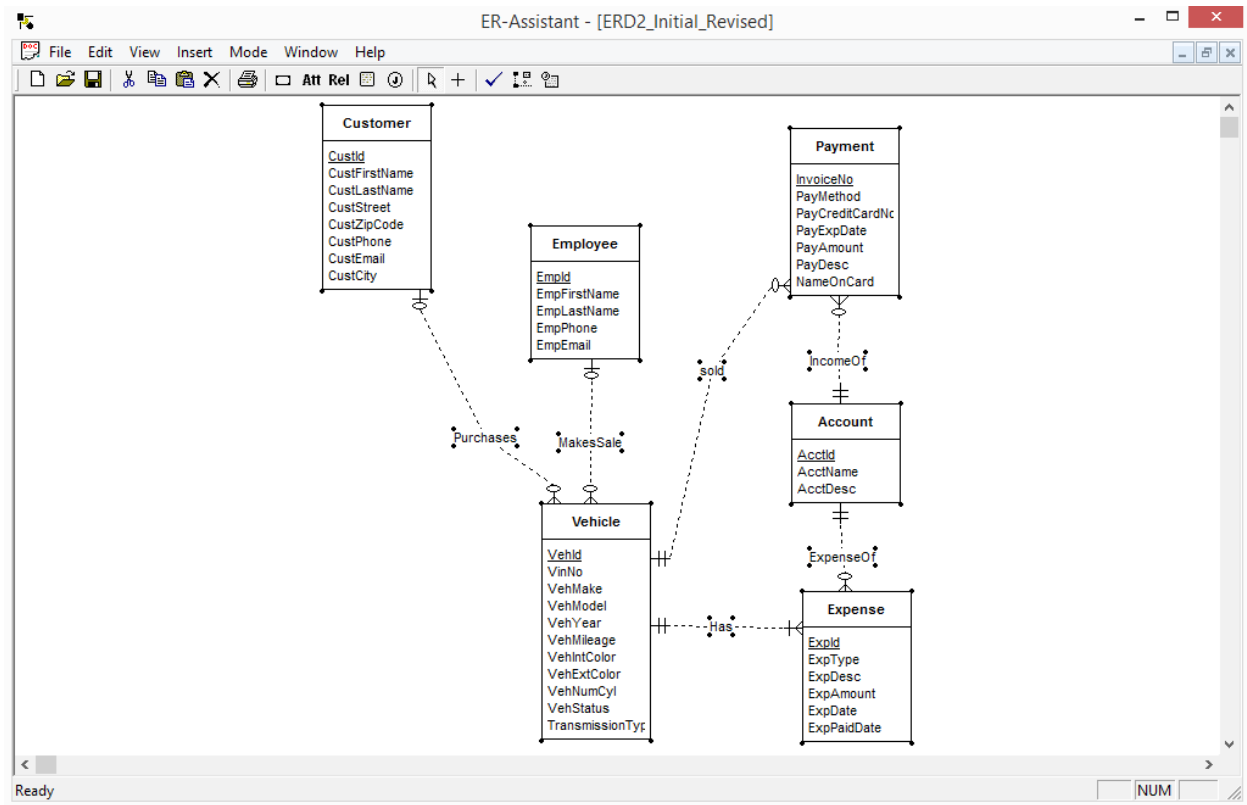 ER-Assistant - [ERD2_Initial_Revised]
DOC File Edit View Insert Mode Window Help
Att Rel
Customer
CustId
CustFirstName
CustLastName
CustStreet
CustZipCode
CustPhone
CustEmail
CustCity
Employee
EmpId
EmpFirstName
EmpLastName
EmpPhone
EmpEmail
Payment
InvoiceNo
PayMethod
PayCreditCardNc
PayExpDate
PayAmount
PayDesc
NameOnCard
sold
IncomeOf
Purchases
MakesSale
Account
AcctId
AcctName
AcctDesc
ExpenseOf
Vehicle
VehId
VinNo
VehMake
VehModel
VehYear
VehMileage
VehIntColor
VehExtColor
VehNumCyl
VehStatus
TransmissionTyp
Has
Expense
ExpId
ExpType
ExpDesc
ExpAmount
ExpDate
ExpPaidDate
Ready NUM